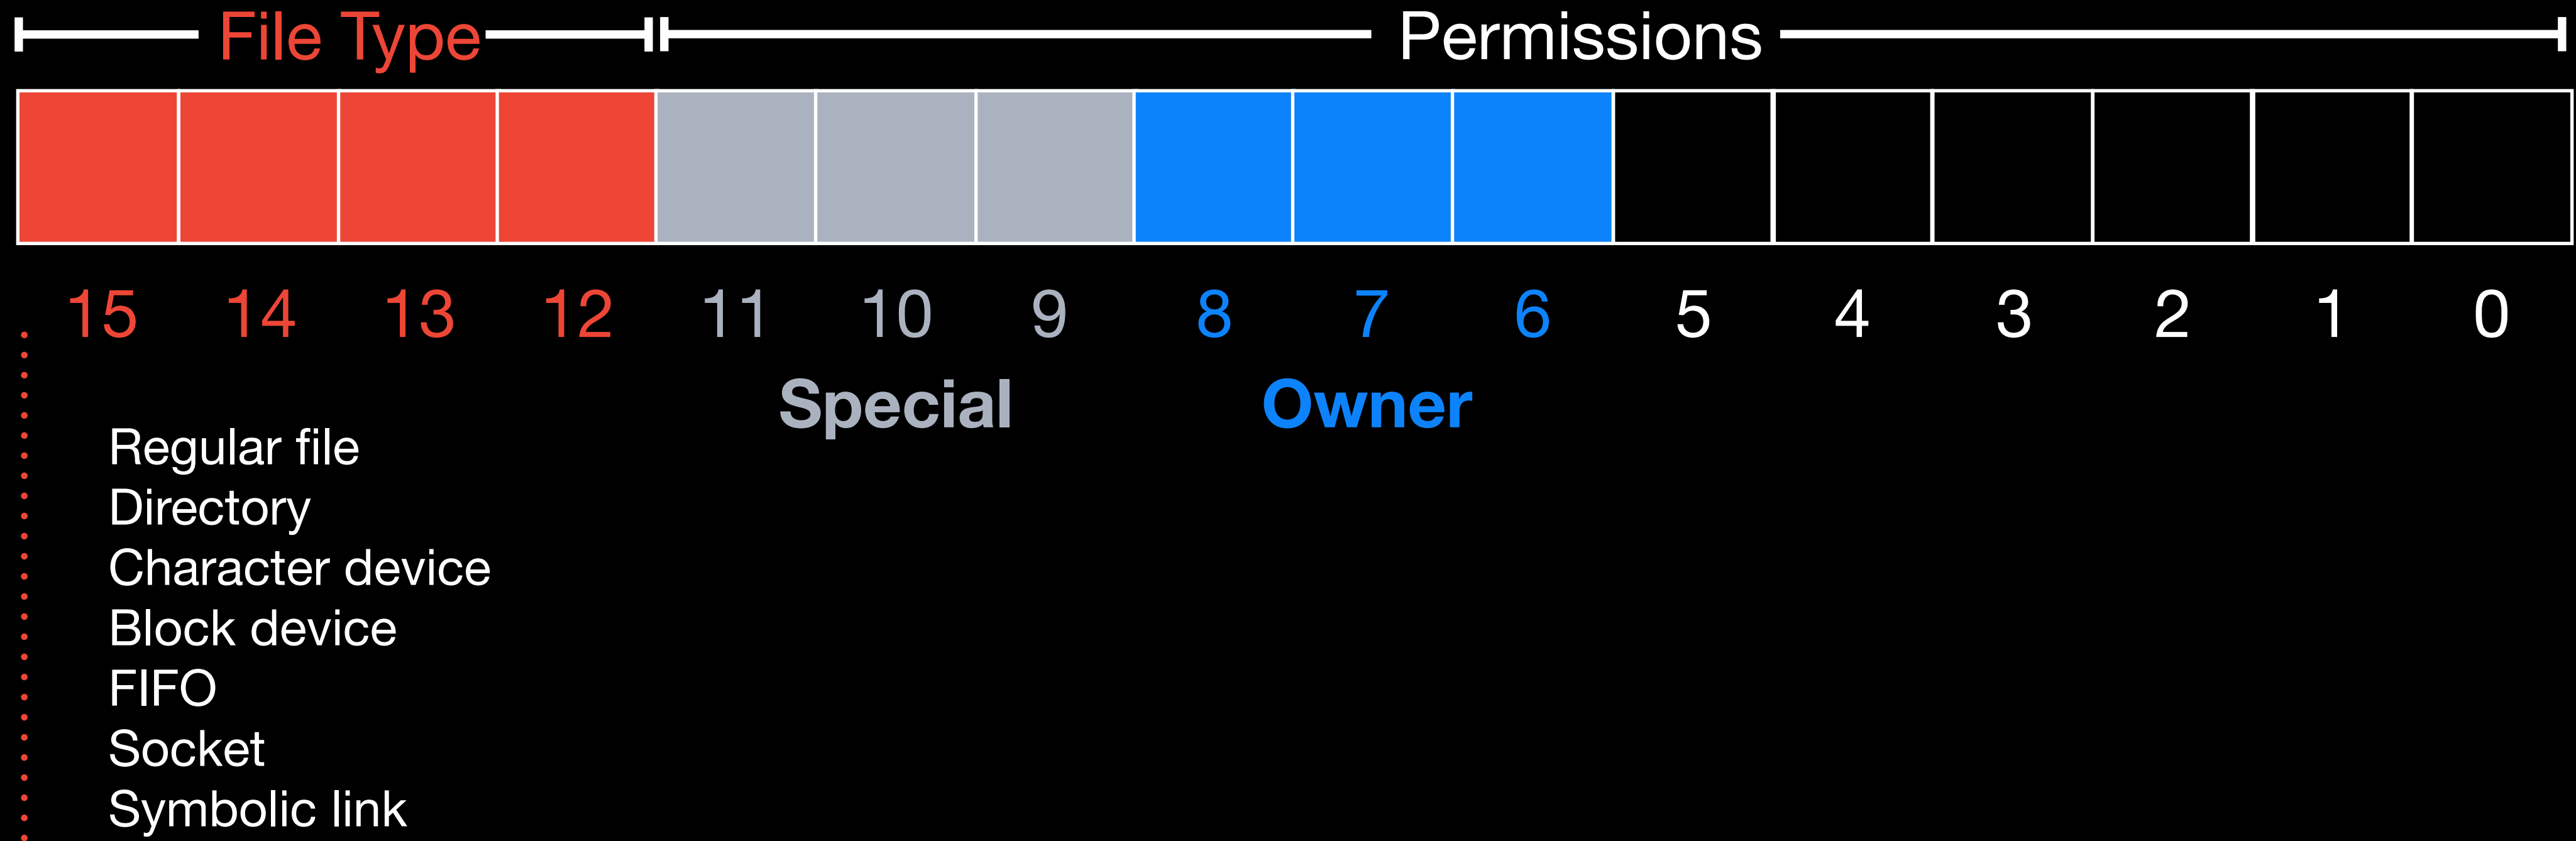 File Type Permissions
15 14 13 12 11 10 9 8 7 6 5 4 3 2 1 0
Special Owner
Regular file
Directory
Character device
Block device
FIFO
Socket
Symbolic link